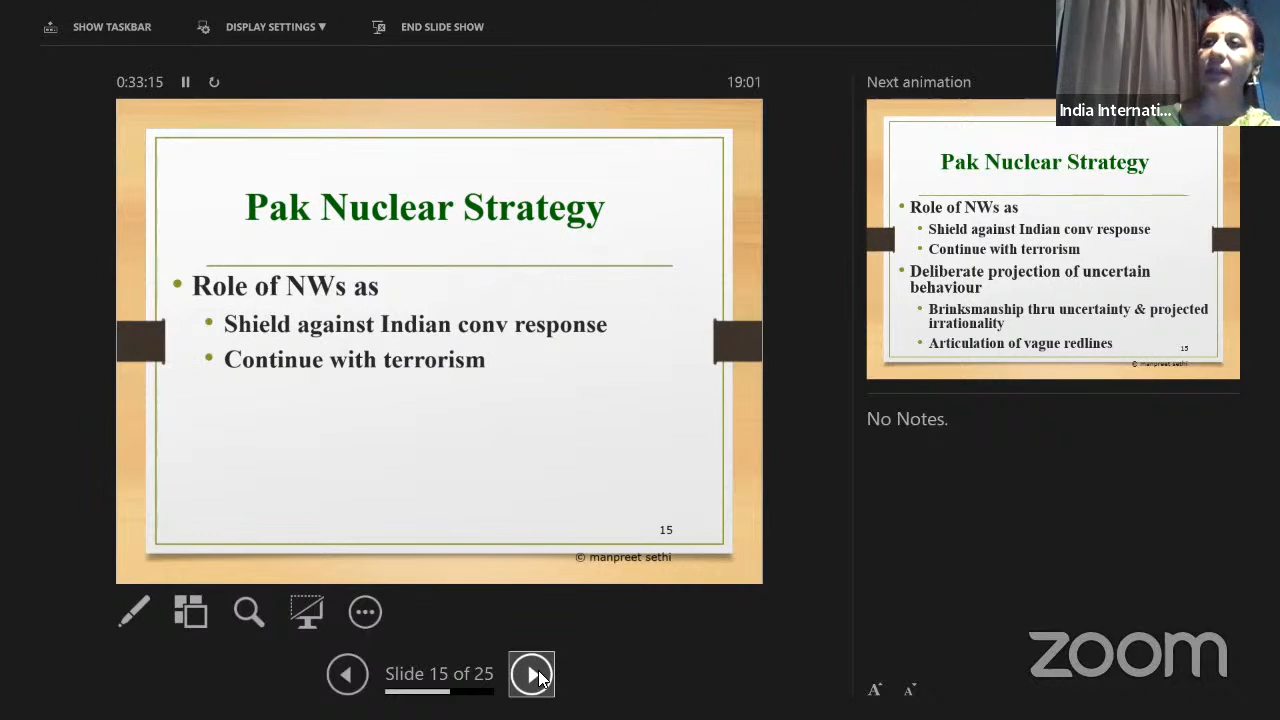 SHOW TASKBAR
DISPLAY SETTINGS ▼
END SLIDE SHOW
India Internati...
0:33:15
19:01
Pak Nuclear Strategy
• Role of NWs as
• Shield against Indian conv response
• Continue with terrorism
15
© manpreet sethi
Slide 15 of 25
Next animation
Pak Nuclear Strategy
• Role of NWs as
• Shield against Indian conv response
• Continue with terrorism
• Deliberate projection of uncertain
behaviour
• Brinksmanship thru uncertainty & projected
irrationality
• Articulation of vague redlines
15
© manpreet sethi
No Notes.
A A
zoom